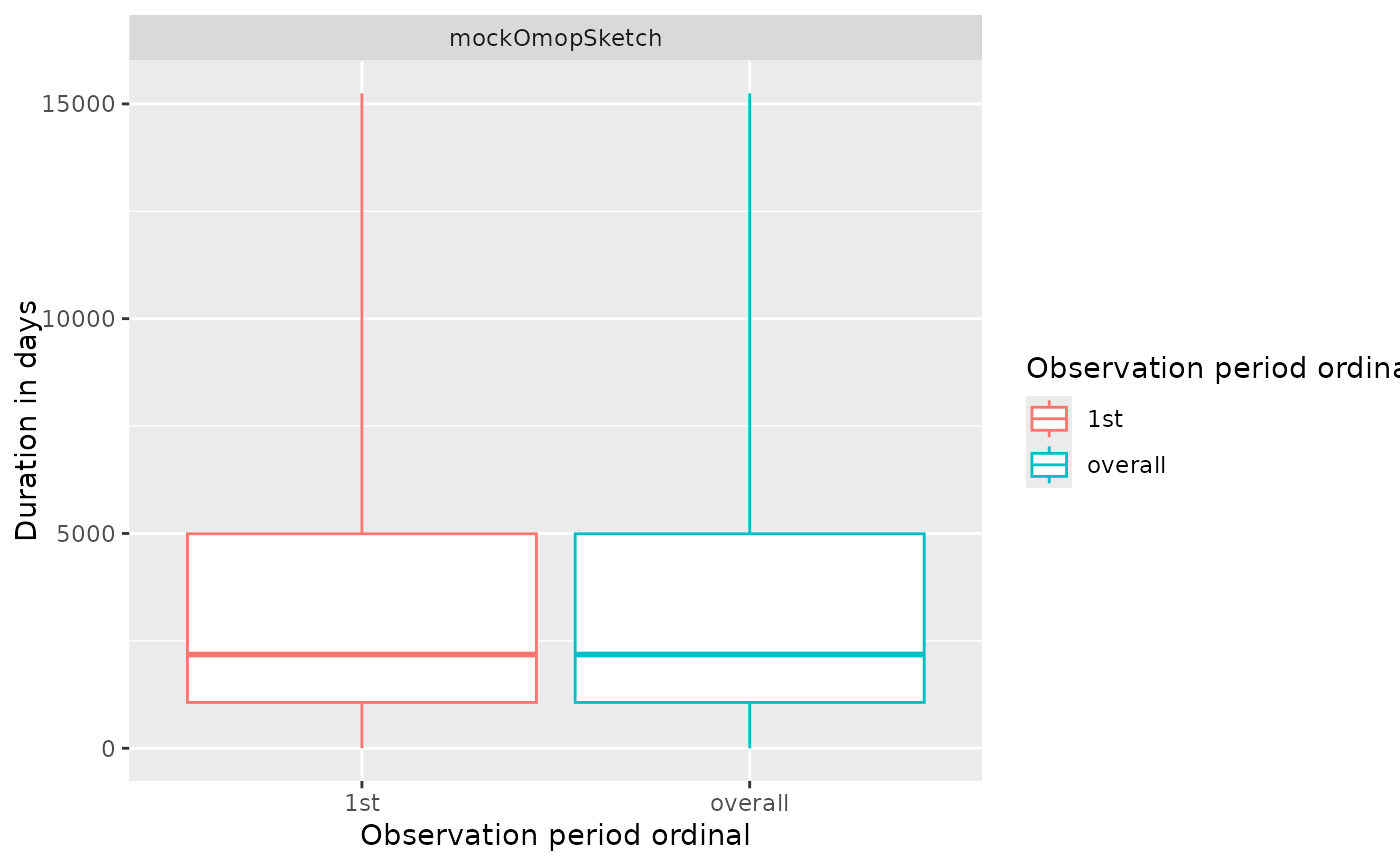 mockOmopSketch
15000
10000
5000
0
Duration in days
1st
overall
Observation period ordinal
Observation period ordina
1st
overall